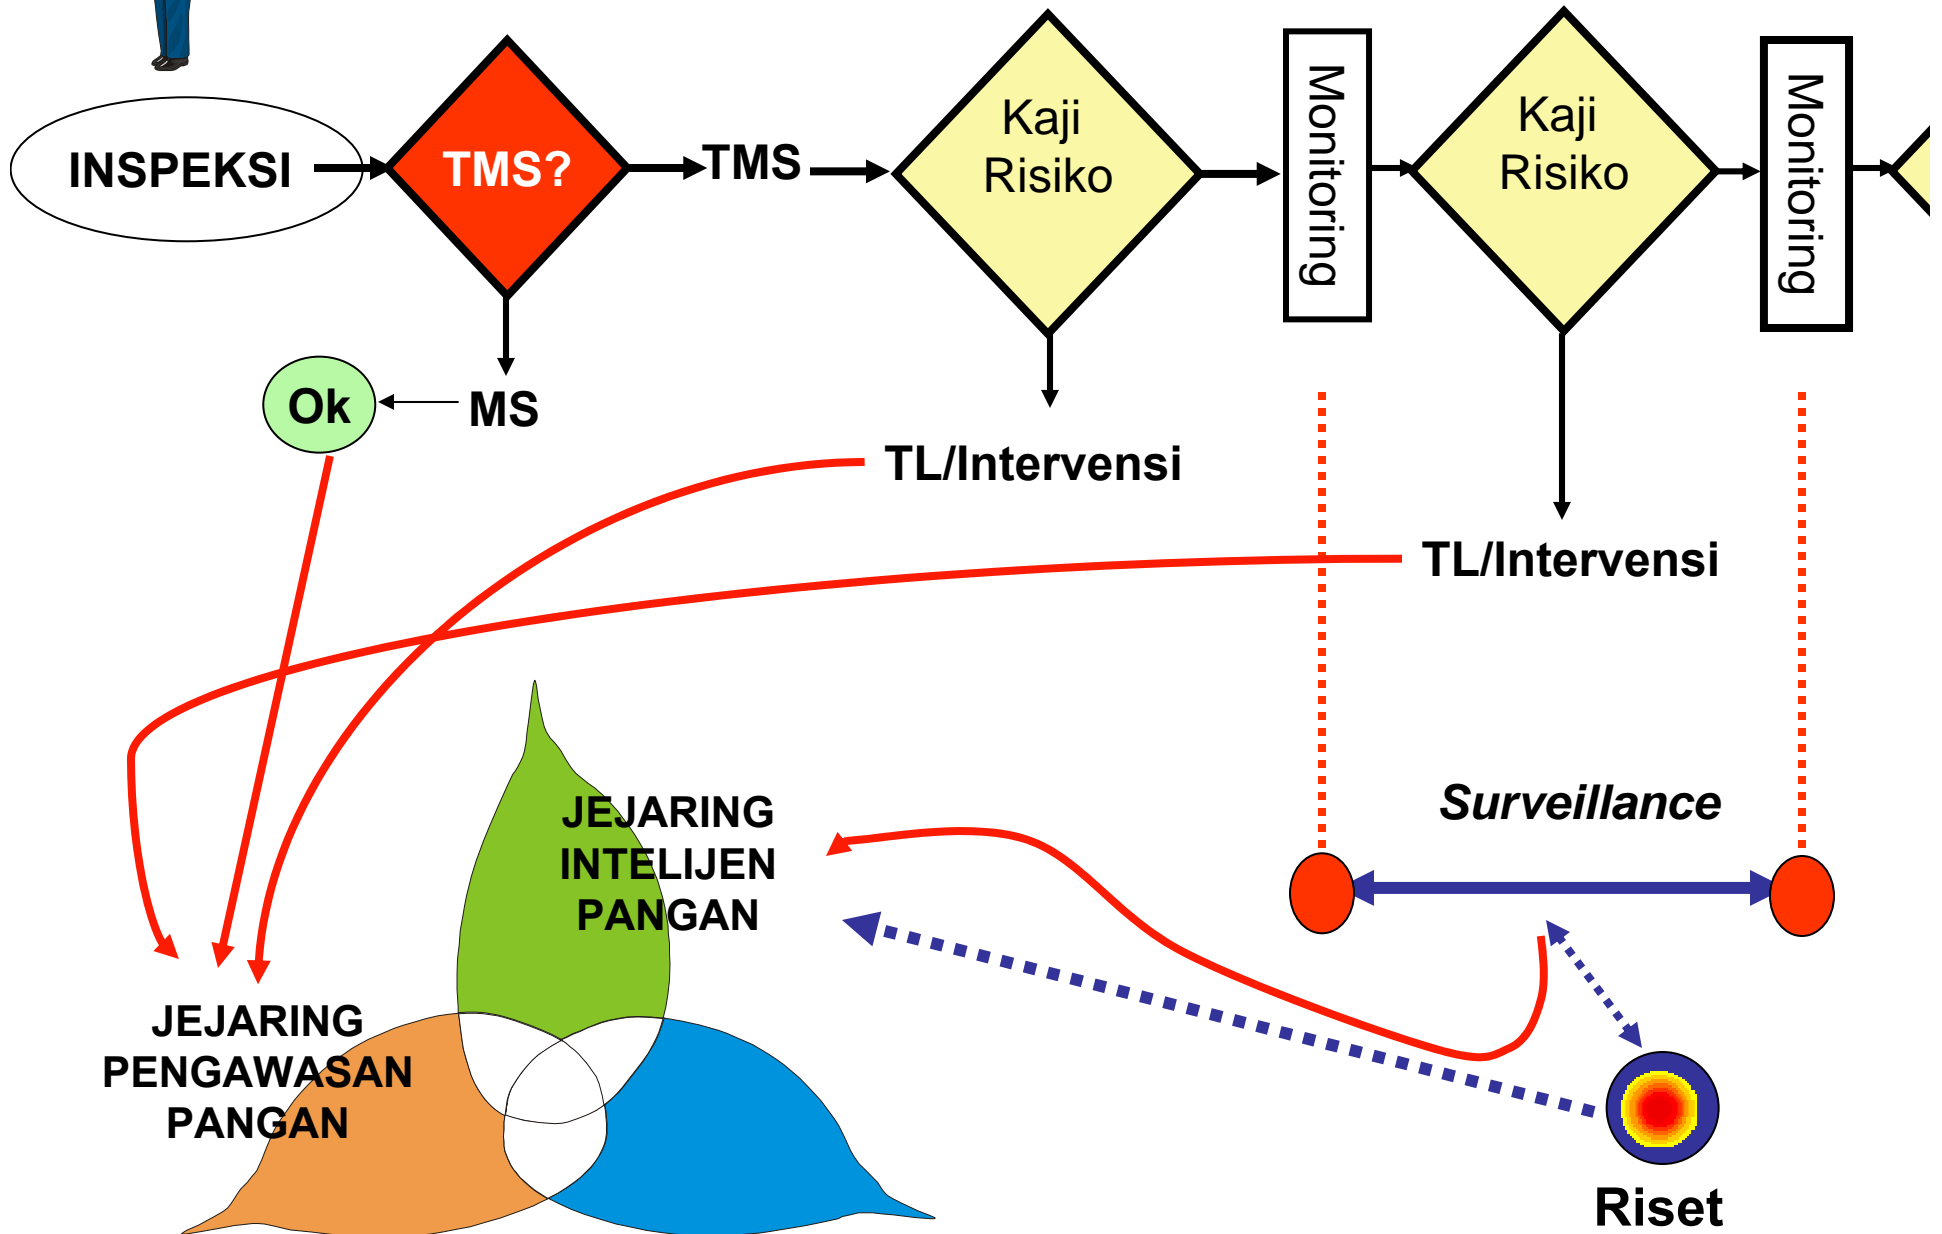 INSPEKSI
TMS?
TMS
Kaji
Risiko
Monitoring
Kaji
Risiko
Monitoring
Ok
MS
TL/Intervensi
TL/Intervensi
Surveillance
JEJARING
INTELIJEN
PANGAN
JEJARING
PENGAWASAN
PANGAN
Riset